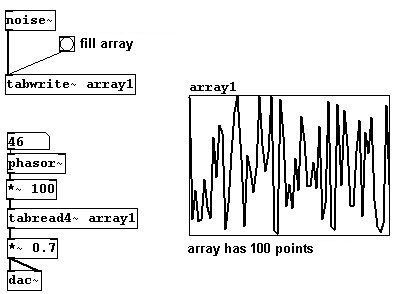 noise~
fill array
tabwrite~ array1
array1
46
phasor~
*~ 100
tabread4~ array1
*~ 0.7
array has 100 points
dac~